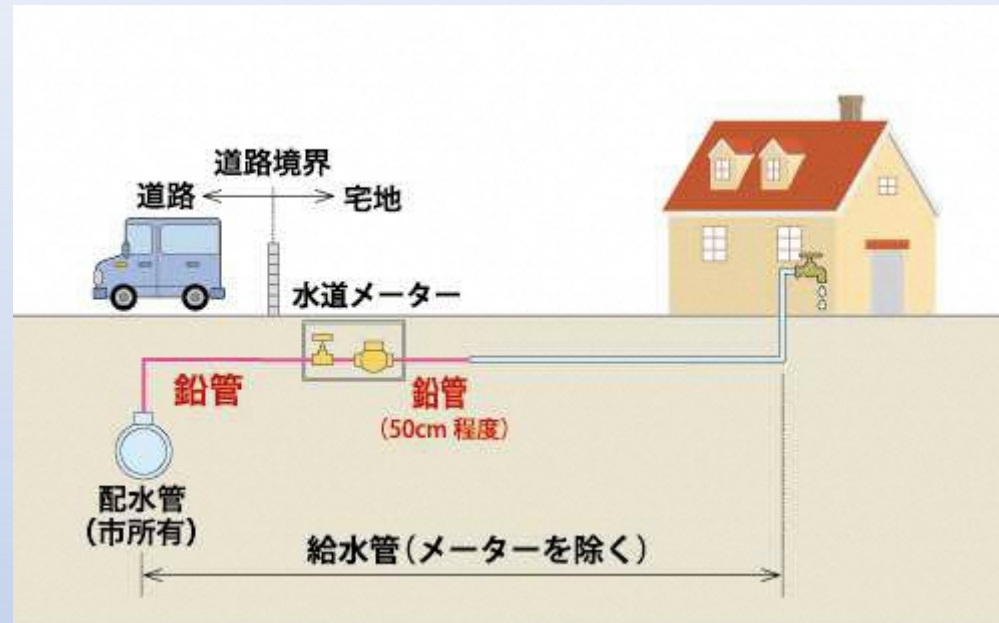 道路境界
道路
宅地
水道メーター
鉛管
鉛管
(50cm 程度)
配水管
(市所有)
給水管(メーターを除く)